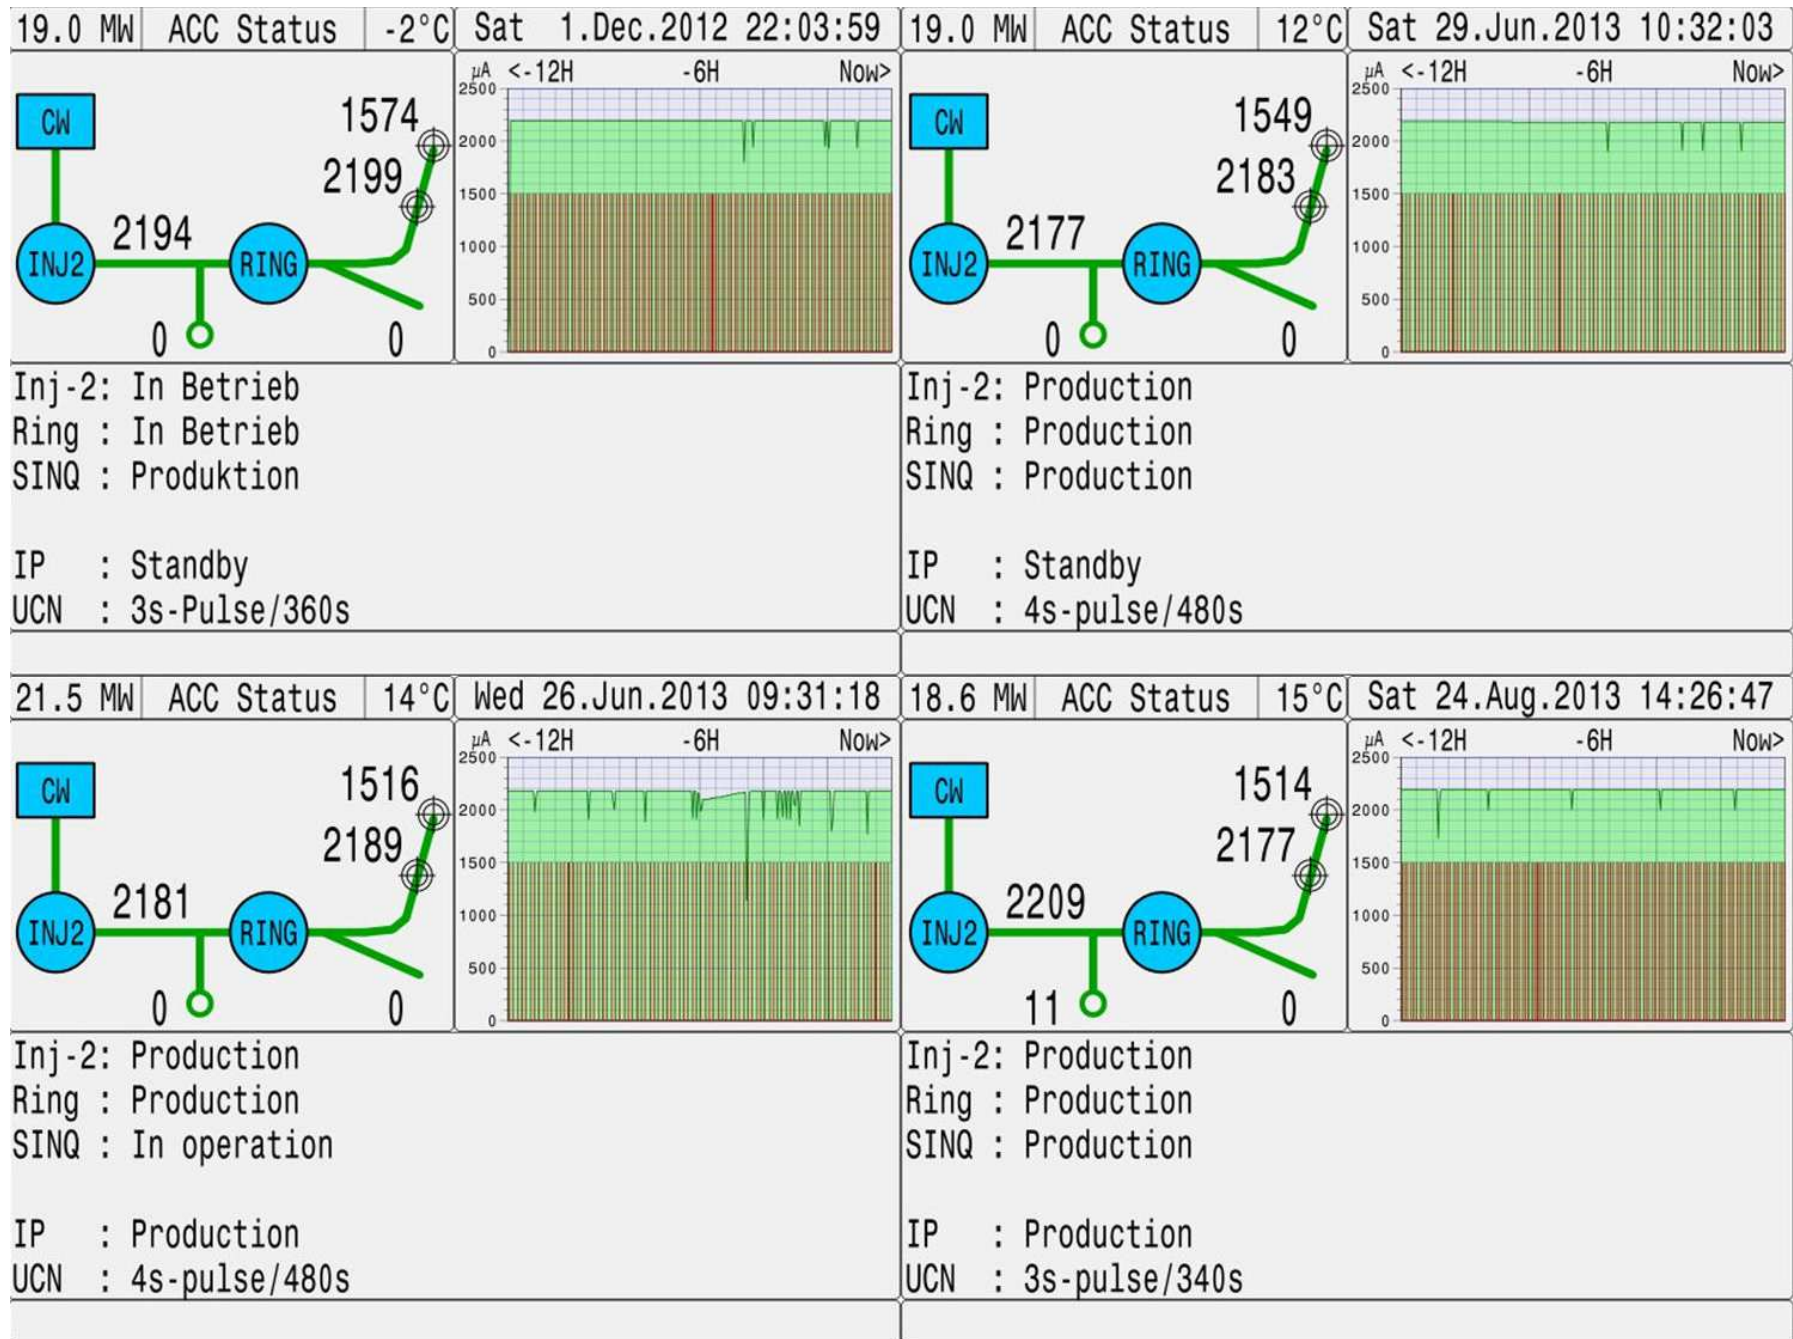 19.0 MW ACC Status -2°C Sat 1.Dec.2012 22:03:59
µA <-12H -6H Now>
2500
2000
1500
1000
500
0
CW
1574
2199
2194
INJ2 RING
0 0
Inj-2: In Betrieb
Ring : In Betrieb
SINQ : Produktion
IP : Standby
UCN : 3s-Pulse/360s
19.0 MW ACC Status 12°C Sat 29.Jun.2013 10:32:03
µA <-12H -6H Now>
2500
2000
1500
1000
500
0
CW
1549
2183
2177
INJ2 RING
0 0
Inj-2: Production
Ring : Production
SINQ : Production
IP : Standby
UCN : 4s-pulse/480s
21.5 MW ACC Status 14°C Wed 26.Jun.2013 09:31:18
µA <-12H -6H Now>
2500
2000
1500
1000
500
0
CW
1516
2189
2181
INJ2 RING
0 0
Inj-2: Production
Ring : Production
SINQ : In operation
IP : Production
UCN : 4s-pulse/480s
18.6 MW ACC Status 15°C Sat 24.Aug.2013 14:26:47
µA <-12H -6H Now>
2500
2000
1500
1000
500
0
CW
1514
2177
2209
INJ2 RING
11 0
Inj-2: Production
Ring : Production
SINQ : Production
IP : Production
UCN : 3s-pulse/340s